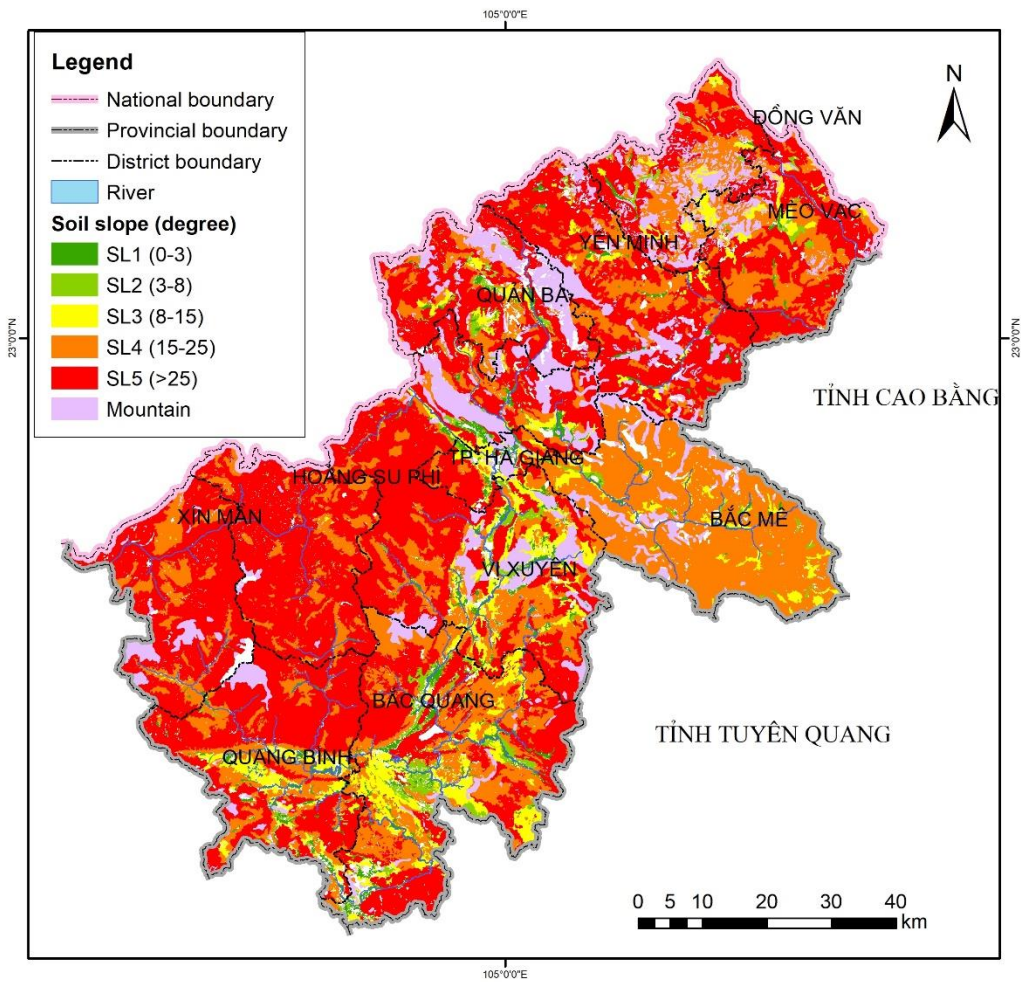 105°0'0"E
Legend
National boundary
Provincial boundary
District boundary
River
Soil slope (degree)
SL1 (0-3)
SL2 (3-8)
SL3 (8-15)
SL4 (15-25)
SL5 (>25)
Mountain
N
ĐỒNG VĂN
MÈO VẠC
YÊN MINH
QUẢN BẠ
23°0'0"N
23°0'0"N
TỈNH CAO BẰNG
TP. HÀ GIANG
HOÀNG SU PHÌ
XÍN MẦN
BẮC MÊ
VỊ XUYÊN
BẮC QUANG
TỈNH TUYÊN QUANG
QUANG BÌNH
0 5 10 20 30 40
km
105°0'0"E